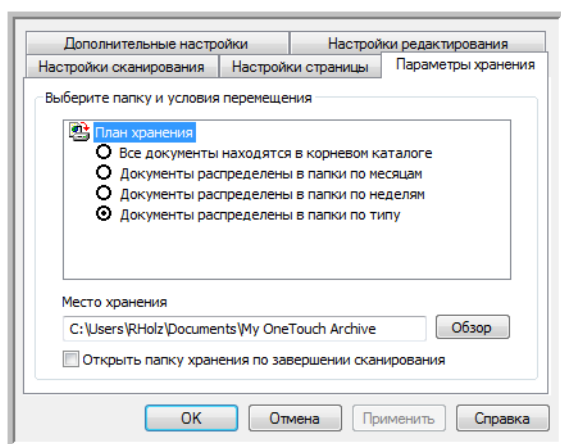 Дополнительные настройки Настройки редактирования
Настройки сканирования Настройки страницы Параметры хранения
Выберите папку и условия перемещения
План хранения
Все документы находятся в корневом каталоге
Документы распределены в папки по месяцам
Документы распределены в папки по неделям
Документы распределены в папки по типу
Место хранения
C:\Users\RHolz\Documents\My OneTouch Archive Обзор
Открыть папку хранения по завершении сканирования
OK Отмена Применить Справка